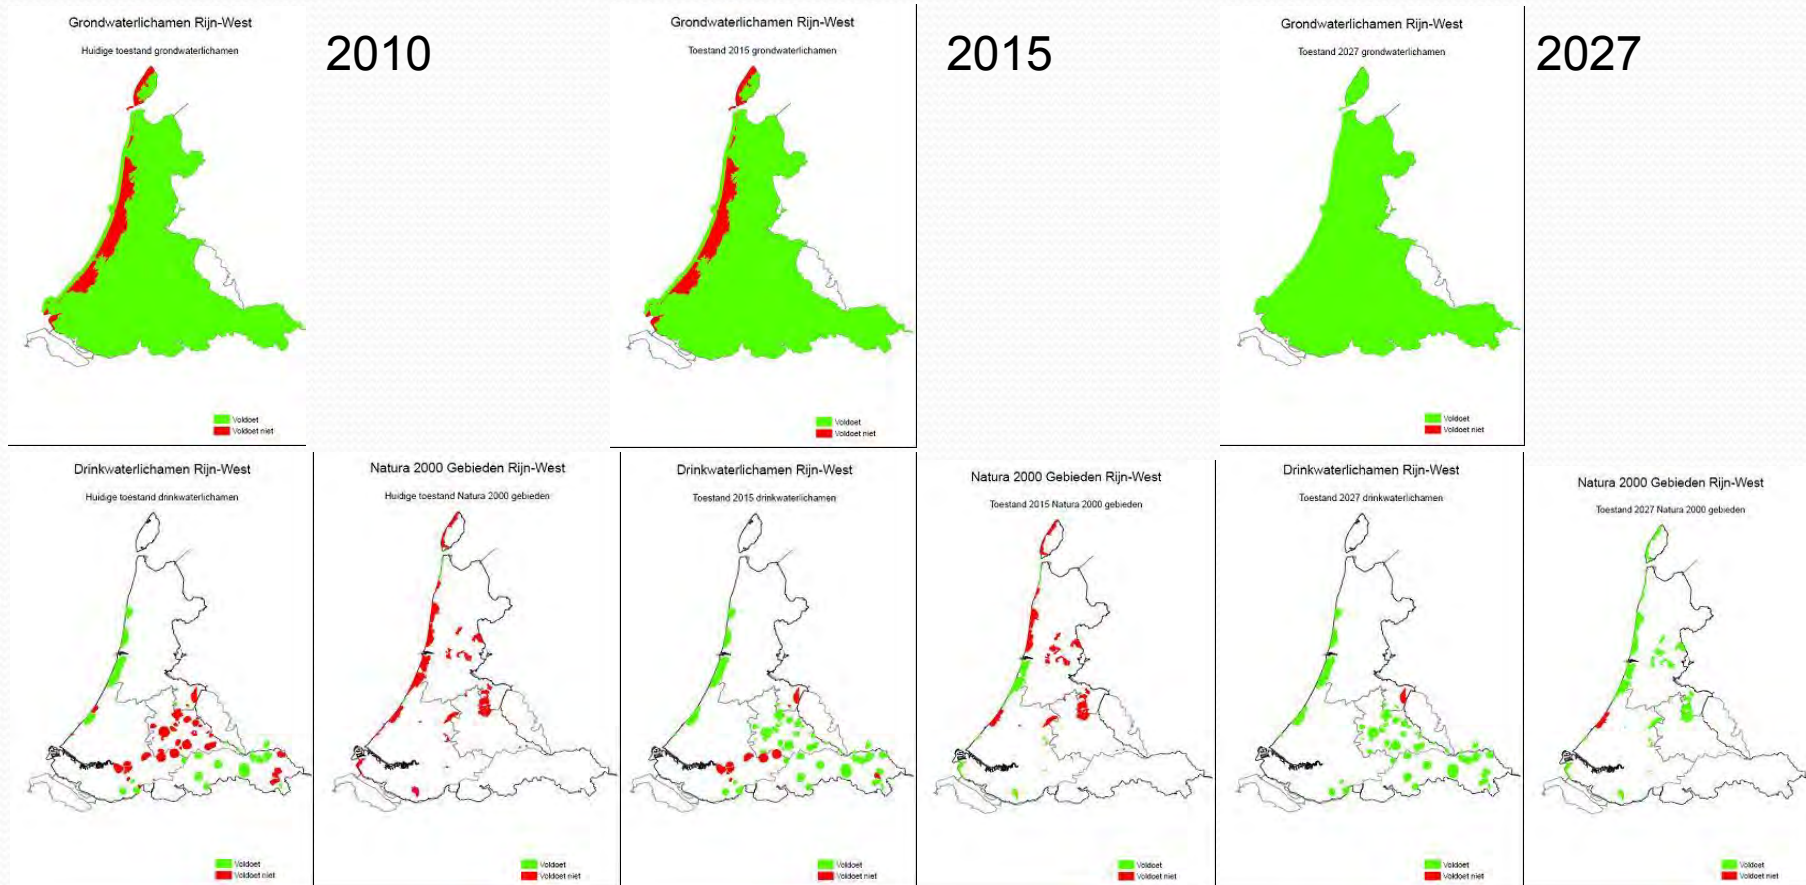 Grondwaterlichamen Rijn-West
Huidige toestand grondwaterlichamen
2010
Voldoet
Voldoet niet
Grondwaterlichamen Rijn-West
Toestand 2015 grondwaterlichamen
2015
Voldoet
Voldoet niet
Grondwaterlichamen Rijn-West
Toestand 2027 grondwaterlichamen
2027
Voldoet
Voldoet niet
Drinkwaterlichamen Rijn-West
Huidige toestand drinkwaterlichamen
Voldoet
Voldoet niet
Natura 2000 Gebieden Rijn-West
Huidige toestand Natura 2000 gebieden
Voldoet
Voldoet niet
Drinkwaterlichamen Rijn-West
Toestand 2015 drinkwaterlichamen
Voldoet
Voldoet niet
Natura 2000 Gebieden Rijn-West
Toestand 2015 Natura 2000 gebieden
Voldoet
Voldoet niet
Drinkwaterlichamen Rijn-West
Toestand 2027 drinkwaterlichamen
Voldoet
Voldoet niet
Natura 2000 Gebieden Rijn-West
Toestand 2027 Natura 2000 gebieden
Voldoet
Voldoet niet